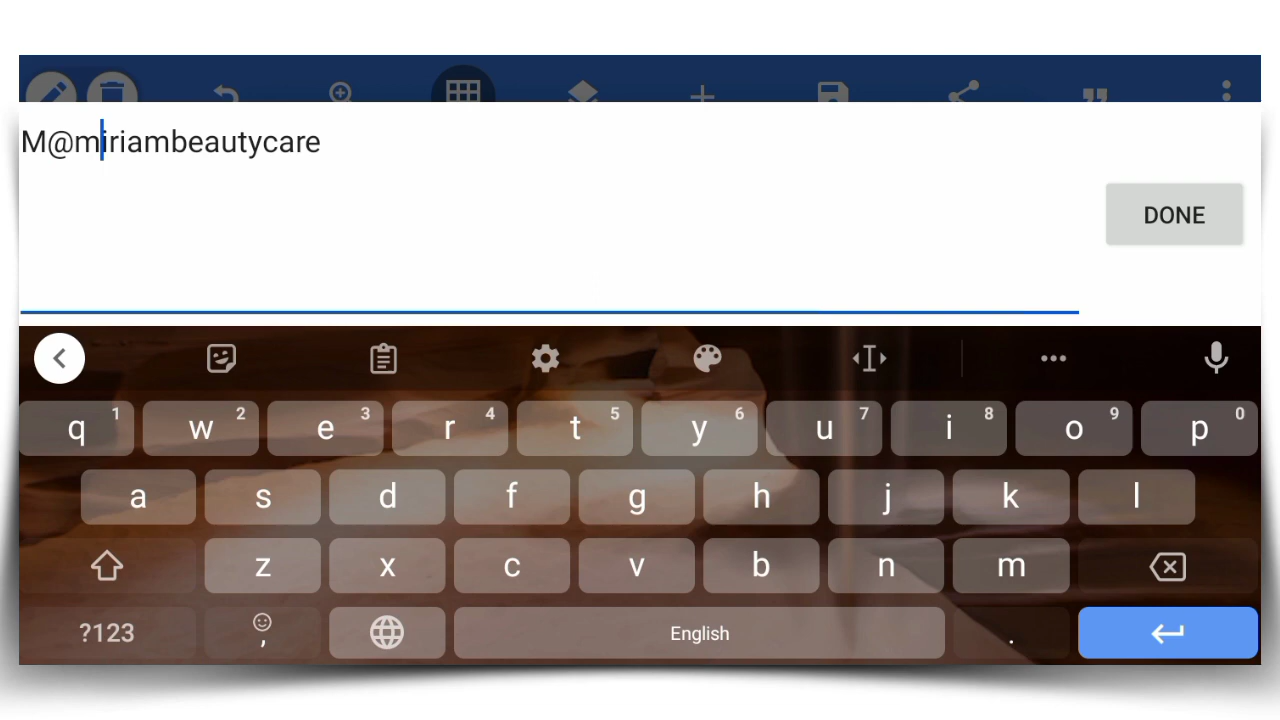 M@miriambeautycare
DONE
q 1 w 2 e 3 r 4 t 5 y 6 u 7 i 8 o 9 p 0
a s d f g h j k l
z x c v b n m
?123 , English .